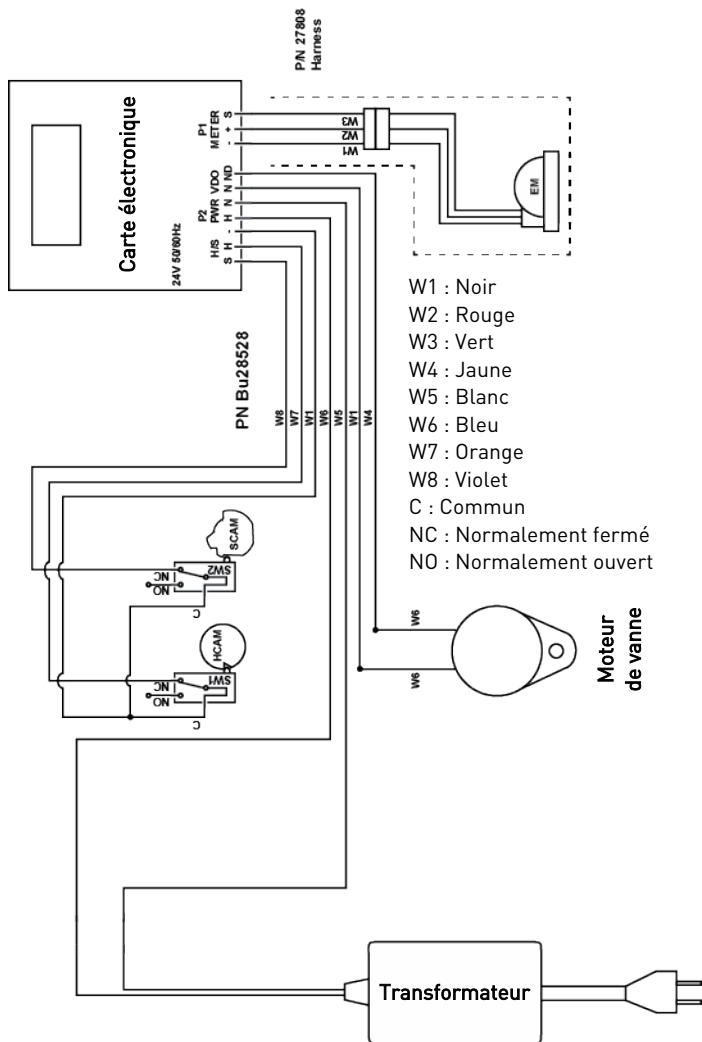 P/N 27808
Harness
Carte électronique
24V 50/60Hz
P1
METER
- + S
W1
W2
W3
P2
H/S PWR VDO
S H - H N N ND
EM
PN Bu28528
W8
W7
W1
W6
W5
W1
W4
W1 : Noir
W2 : Rouge
W3 : Vert
W4 : Jaune
W5 : Blanc
W6 : Bleu
W7 : Orange
W8 : Violet
C : Commun
NC : Normalement fermé
NO : Normalement ouvert
SCAM
SW2
NC
NO
C
HCAM
SW1
NC
NO
C
W6
W6
Moteur
de vanne
Transformateur